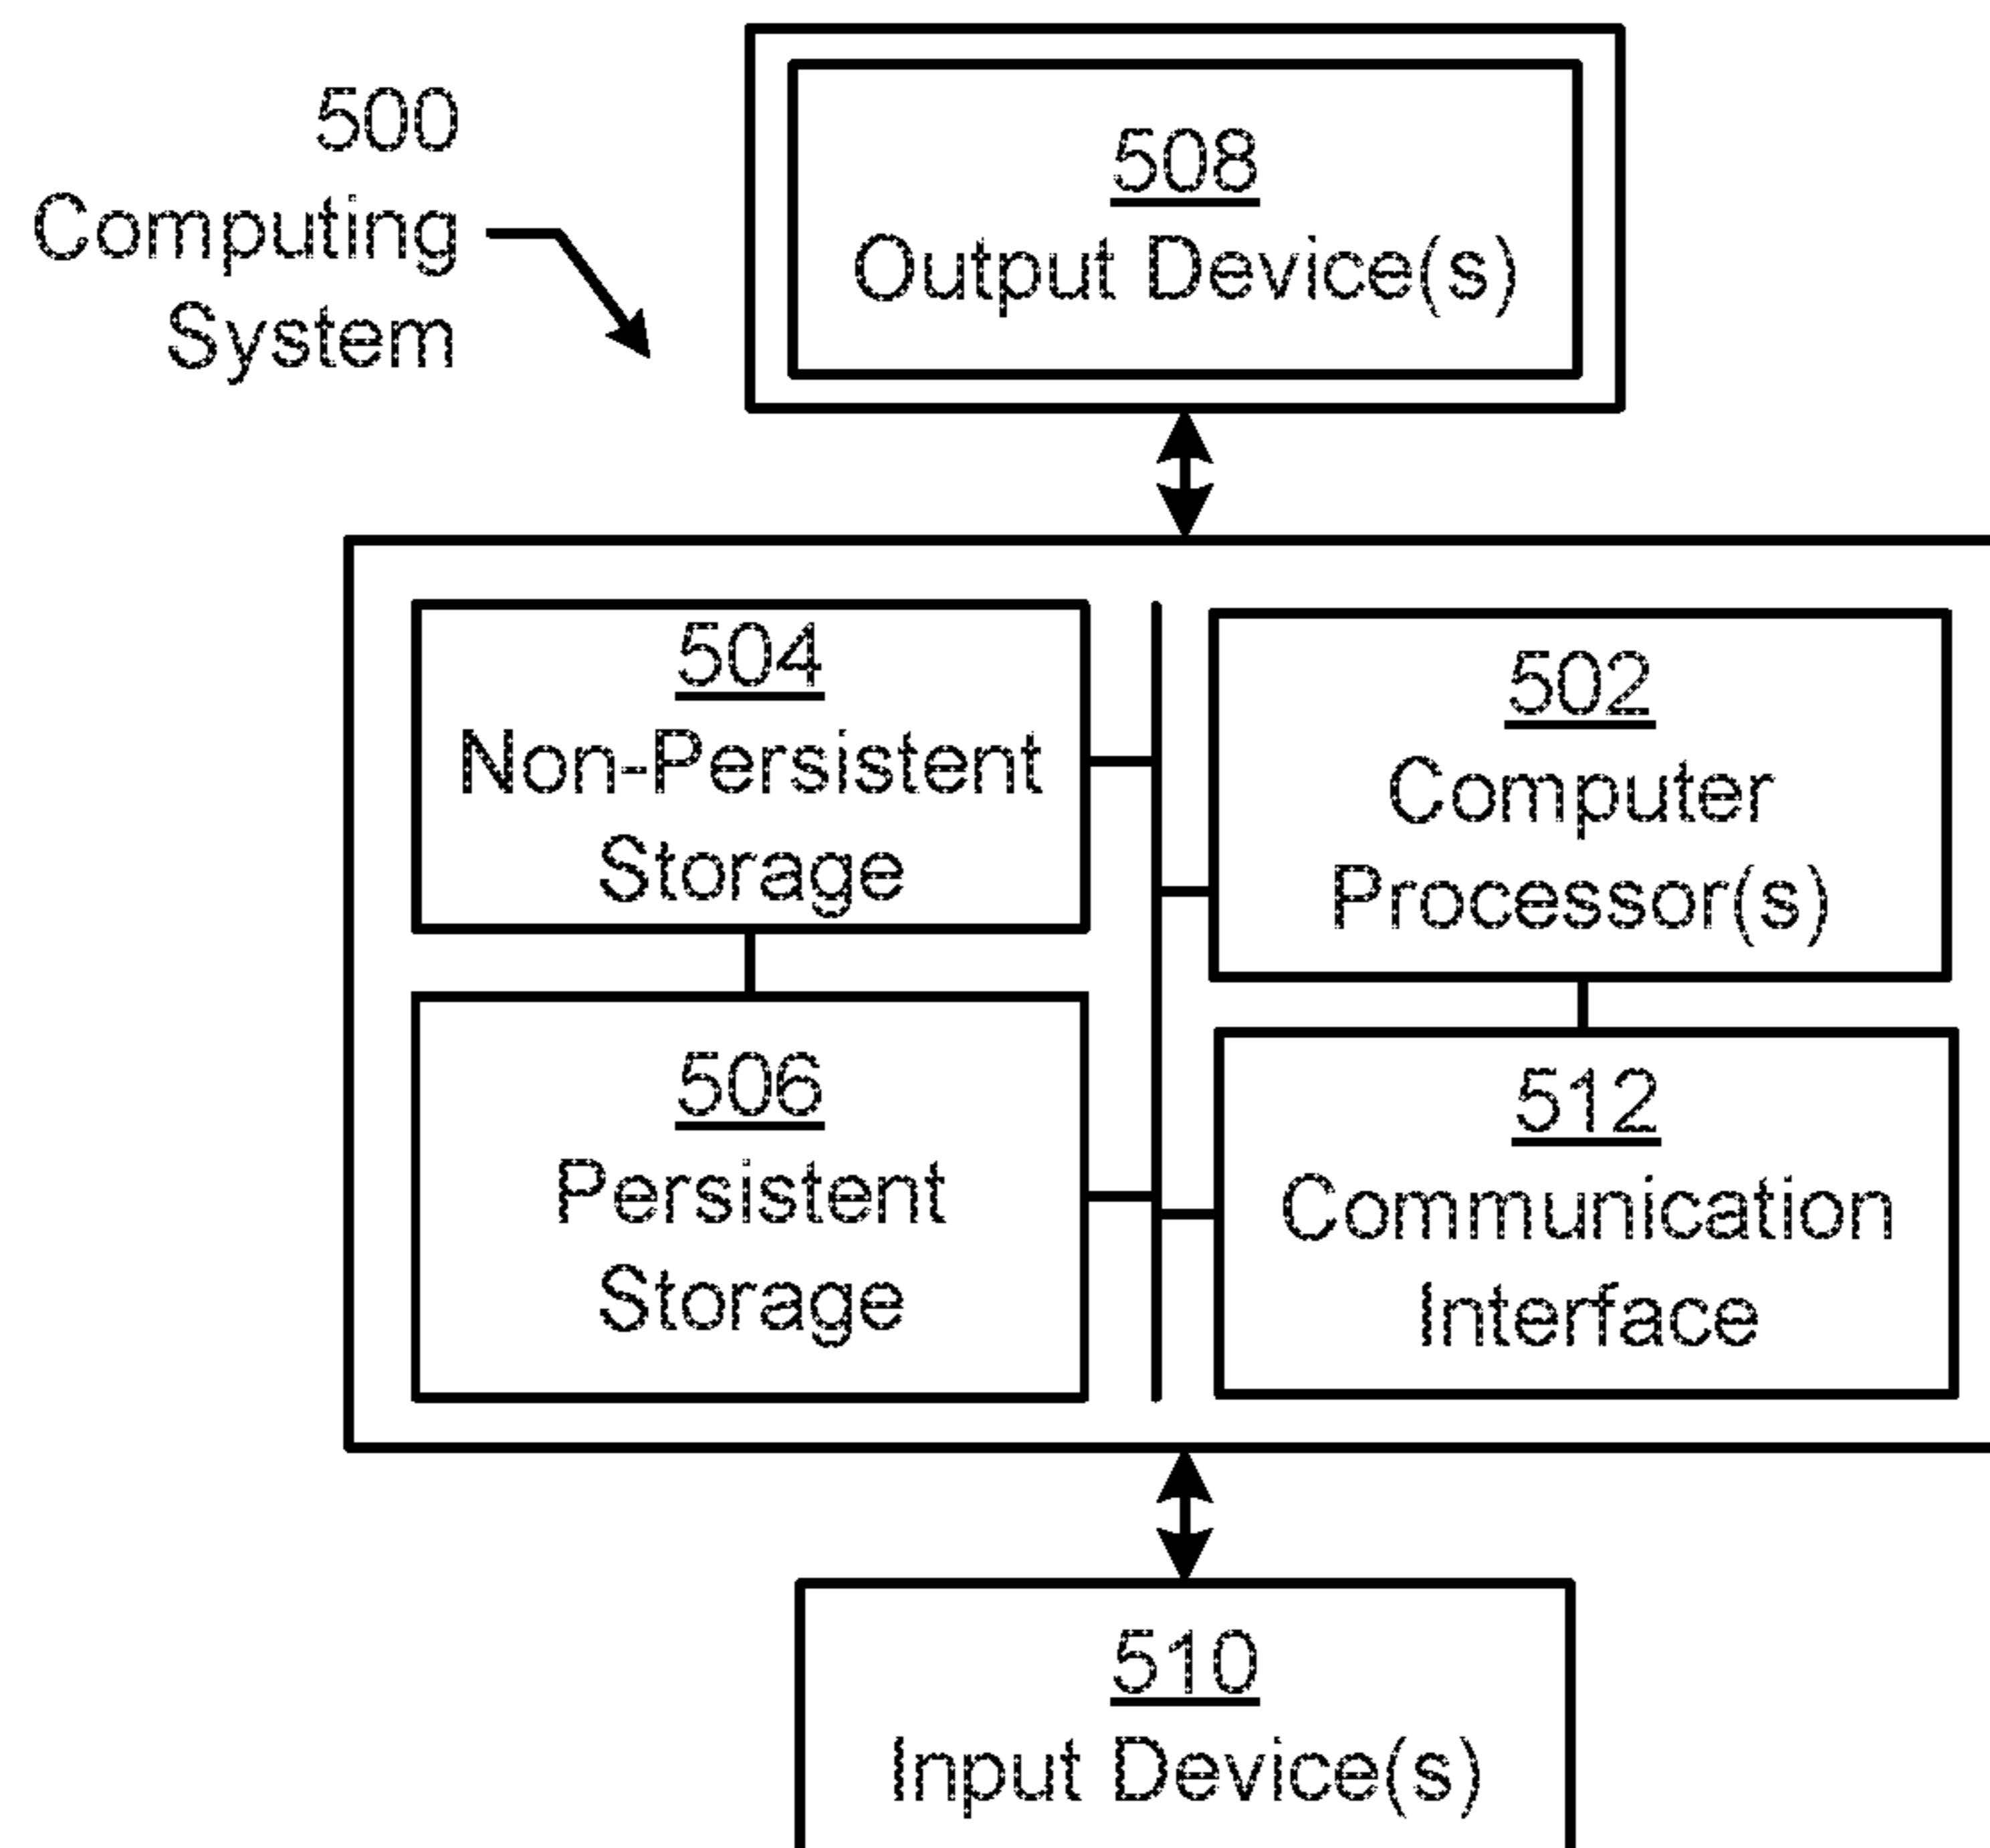 500
Computing
System
508
Output Device(s)
504
Non-Persistent
Storage
502
Computer
Processor(s)
506
Persistent
Storage
512
Communication
Interface
510
Input Device(s)